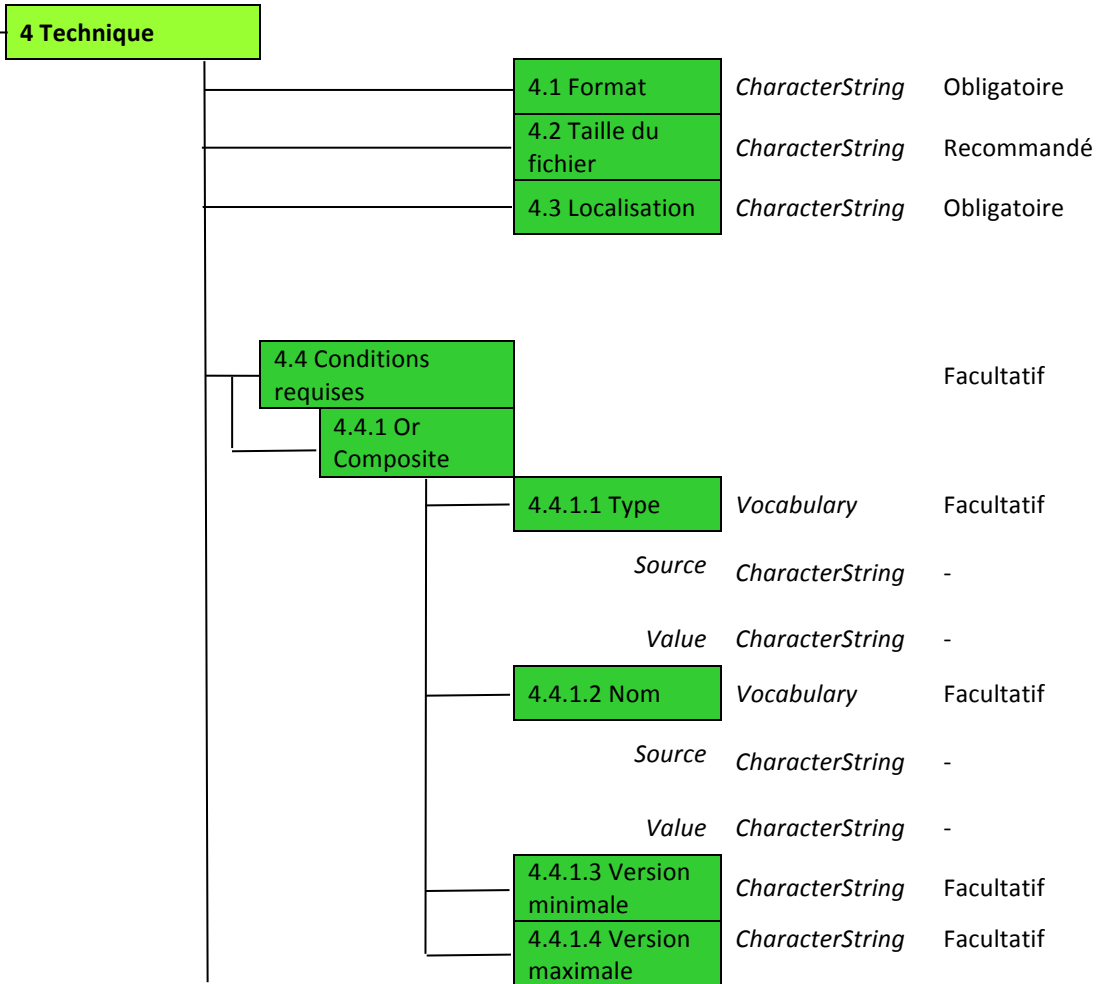 4 Technique
4.1 Format CharacterString Obligatoire
4.2 Taille du
fichier CharacterString Recommandé
4.3 Localisation CharacterString Obligatoire
4.4 Conditions
requises Facultatif
4.4.1 Or
Composite
4.4.1.1 Type Vocabulary Facultatif
Source CharacterString -
Value CharacterString -
4.4.1.2 Nom Vocabulary Facultatif
Source CharacterString -
Value CharacterString -
4.4.1.3 Version
minimale CharacterString Facultatif
4.4.1.4 Version
maximale CharacterString Facultatif